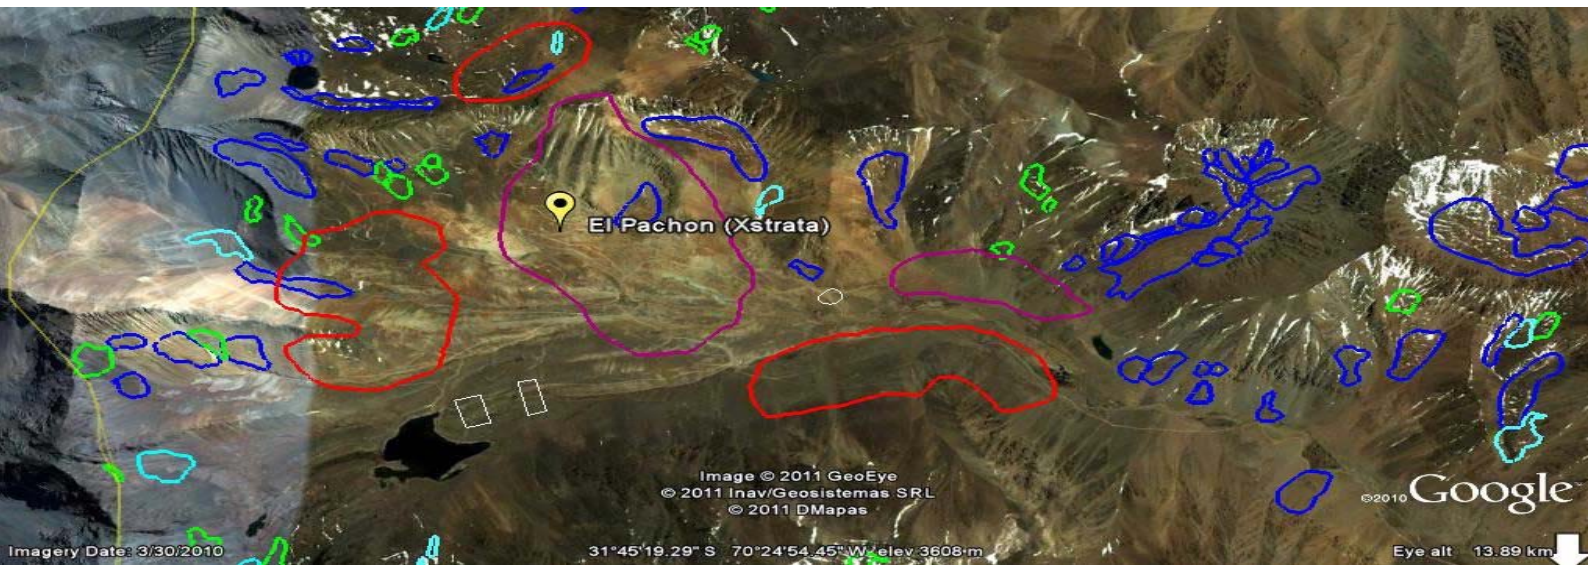 El Pachon (Xstrata)
Image © 2011 GeoEye
© 2011 Inav/Geosistemas SRL
© 2011 DMapas
©2010 Google
Imagery Date: 3/30/2010
31°45'19.29" S 70°24'54.45" W elev 3608 m
Eye alt 13.89 km